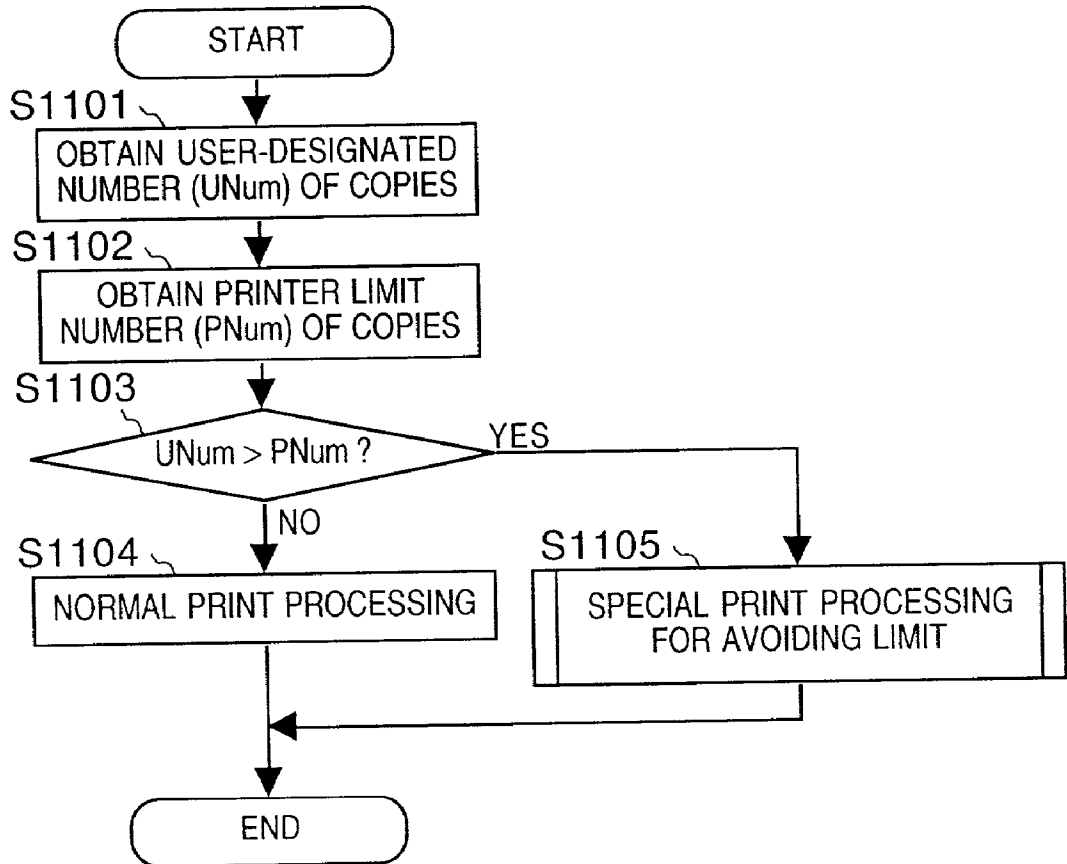 START
S1101
OBTAIN USER-DESIGNATED
NUMBER (UNum) OF COPIES
S1102
OBTAIN PRINTER LIMIT
NUMBER (PNum) OF COPIES
S1103
UNum > PNum ?
YES
NO
S1104
NORMAL PRINT PROCESSING
S1105
SPECIAL PRINT PROCESSING
FOR AVOIDING LIMIT
END